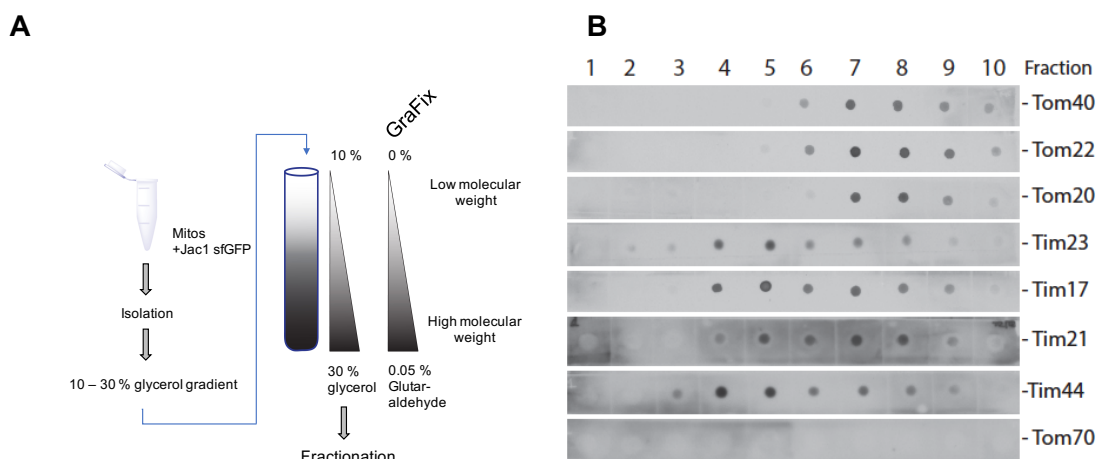 A
Mitos
+Jac1 sfGFP
Isolation
10 – 30 % glycerol gradient
GraFix
10 %
0 %
Low molecular
weight
High molecular
weight
30 %
glycerol
0.05 %
Glutar-
aldehyde
Fractionation
B
1 2 3 4 5 6 7 8 9 10 Fraction
- Tom40
- Tom22
- Tom20
- Tim23
- Tim17
- Tim21
-Tim44
- Tom70